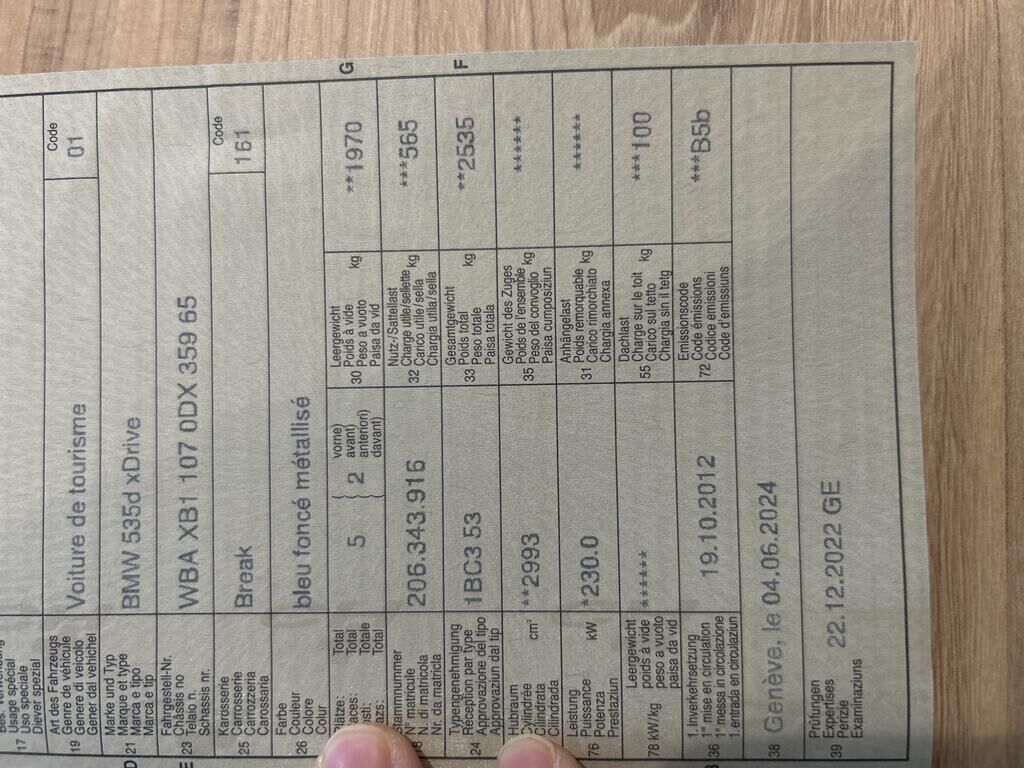 Usage spécial
Uso speciale
17 Diever spezial
Art des Fahrzeugs
Genre de véhicule
Genere di veicolo
19 Gener dal vehichel
Voiture de tourisme
Code
01
Marke und Typ
Marque et type
Marca e tipo
D 21 Marca e tip
BMW 535d xDrive
Fahrgestell-Nr.
Châssis no
Telaio n.
E 23 Schassis nr.
WBA XB1 107 0DX 359 65
Karosserie
Carrosserie
Carrozzeria
25 Carossaria
Break
Code
161
Farbe
Couleur
Colore
26 Colour
bleu foncé métallisé
Total
Total
Totale
Total
5
2
vorne)
avant)
anteriori)
davant)
Leergewicht
Poids à vide
Peso a vuoto
30 Paisa da vid
kg
**1970
G
Stammnummer
N° matricule
N. di matricola
Nr. da matricla
206.343.916
Nutz-/Sattellast
Charge utile/sellette
Carico utile/sella
32 Chargia utila/sella
kg
***565
Typengenehmigung
Réception par type
Approvazione del tipo
24 Approvaziun dal tip
1BC3 53
Gesamtgewicht
Poids total
Peso totale
33 Paisa totala
kg
**2535
F
Hubraum
Cylindrée
Cilindrata
Cilindrada
cm³
**2993
Gewicht des Zuges
Poids de l'ensemble
Peso del convoglio
35 Paisa cumposiziun
kg
******
Leistung
Puissance
Potenza
76 Prestaziun
kW
*230.0
Anhängelast
Poids remorquable
Carico rimorchiato
31 Chargia annexa
kg
******
Leergewicht
poids à vide
peso a vuoto
78 kW/kg paisa da vid
******
Dachlast
Charge sur le toit
Carico sul tetto
55 Chargia sin il tetg
kg
***100
1. Inverkehrsetzung
1re mise en circulation
1a messa in circolazione
36 1. entrada en circulaziun
19.10.2012
Emissionscode
Code émissions
Codice emissioni
72 Code d'emissiuns
***B5b
38
Genève, le 04.06.2024
Prüfungen
Expertises
Perizie
39 Examinaziuns
22.12.2022 GE